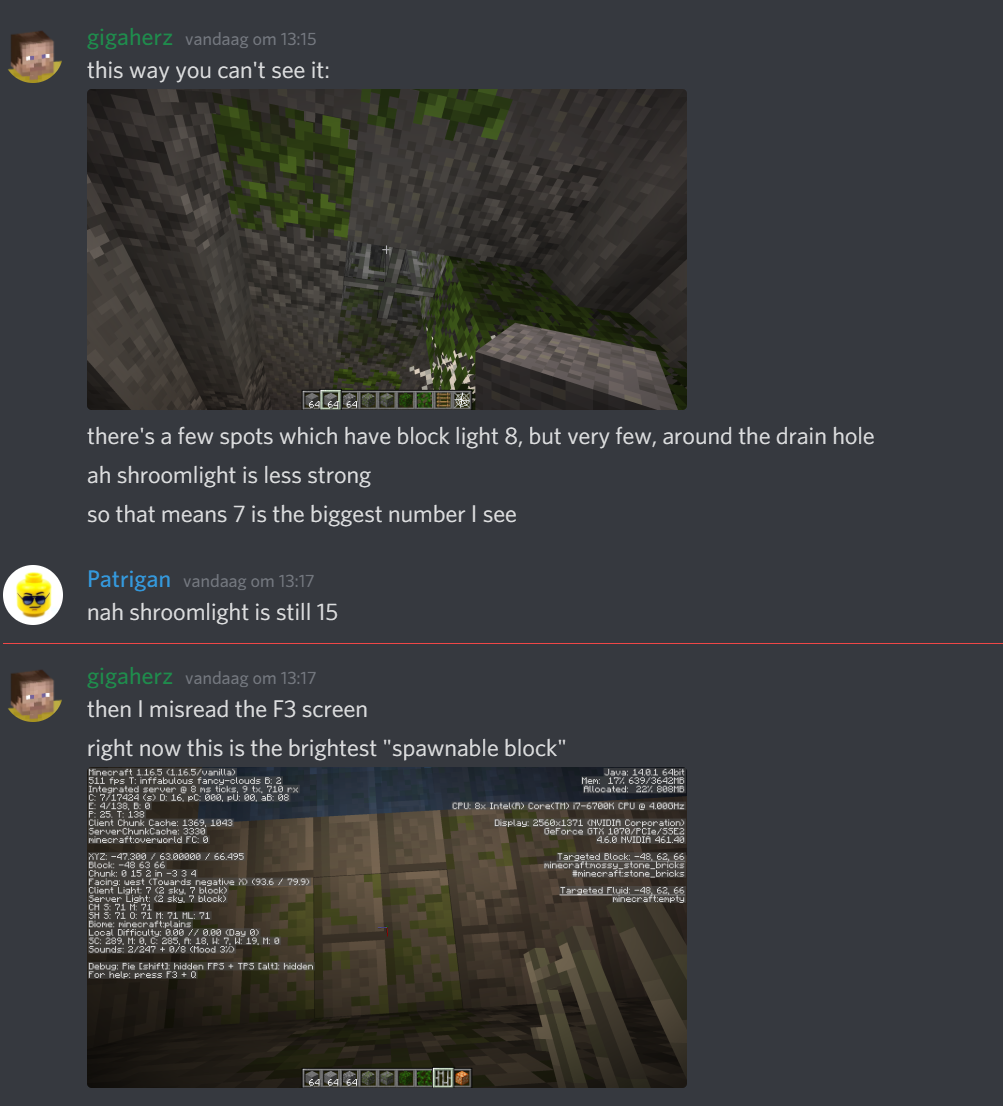 gigaherz vandaag om 13:15
this way you can't see it:
64 64 64
there's a few spots which have block light 8, but very few, around the drain hole
ah shroomlight is less strong
so that means 7 is the biggest number I see
Patrigan vandaag om 13:17
nah shroomlight is still 15
gigaherz vandaag om 13:17
then I misread the F3 screen
right now this is the brightest "spawnable block"
Minecraft 1.16.5 (1.16.5/vanilla)
511 fps T: inffabulous fancy-clouds B: 2
Integrated server @ 8 ms ticks, 9 tx, 710 rx
C: 7/17424 (s) D: 16, pC: 000, pU: 00, aB: 08
E: 4/138, B: 0
P: 25. T: 138
Client Chunk Cache: 1369, 1043
ServerChunkCache: 3330
minecraft:overworld FC: 0
XYZ: -47.300 / 63.00000 / 66.495
Block: -48 63 66
Chunk: 0 15 2 in -3 3 4
Facing: west (Towards negative X) (93.6 / 79.9)
Client Light: 7 (2 sky, 7 block)
Server Light: (2 sky, 7 block)
CH S: 71 M: 71
SH S: 71 O: 71 M: 71 ML: 71
Biome: minecraft:plains
Local Difficulty: 0.00 // 0.00 (Day 0)
SC: 289, M: 0, C: 285, A: 18, W: 7, W: 19, M: 0
Sounds: 2/247 + 0/8 (Mood 3%)
Debug: Pie [shift]: hidden FPS + TPS [alt]: hidden
For help: press F3 + Q
Java: 14.0.1 64bit
Mem: 17% 639/3642MB
Allocated: 22% 808MB
CPU: 8x Intel(R) Core(TM) i7-6700K CPU @ 4.00GHz
Display: 2560x1371 (NVIDIA Corporation)
GeForce GTX 1070/PCIe/SSE2
4.6.0 NVIDIA 461.40
Targeted Block: -48, 62, 66
minecraft:mossy_stone_bricks
#minecraft:stone_bricks
Targeted Fluid: -48, 62, 66
minecraft:empty
64 64 64